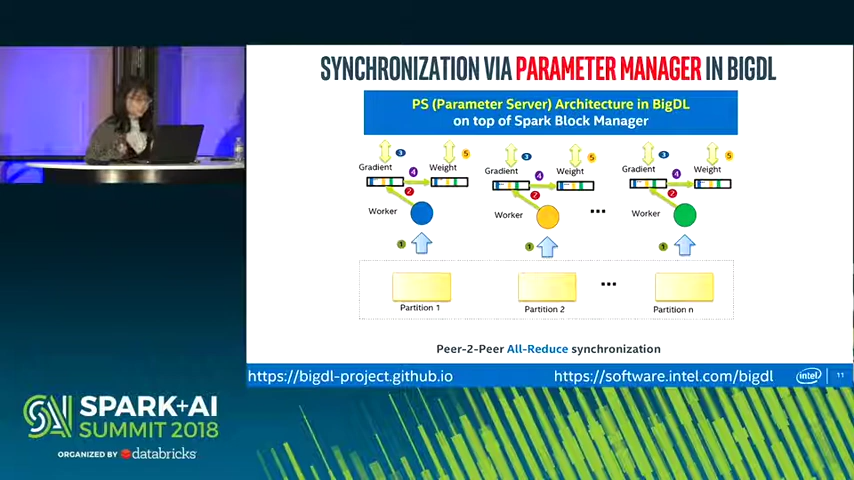 SYNCHRONIZATION VIA PARAMETER MANAGER IN BIGDL
PS (Parameter Server) Architecture in BigDL
on top of Spark Block Manager
3 5 3 5 3 5
Gradient Weight Gradient Weight Gradient Weight
4 4 4
2 2 2
Worker Worker ... Worker
1 1 1
...
Partition 1 Partition 2 Partition n
Peer-2-Peer All-Reduce synchronization
https://bigdl-project.github.io https://software.intel.com/bigdl intel 11
SAI SPARK+AI
SUMMIT 2018
ORGANIZED BY databricks